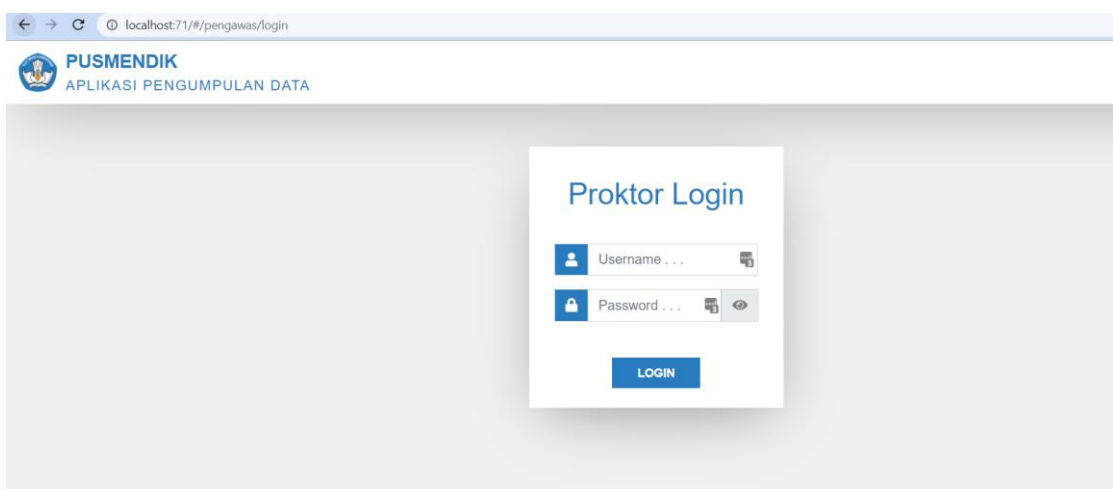 localhost:71/#/pengawas/login
PUSMENDIK
APLIKASI PENGUMPULAN DATA
Proktor Login
Username . . .
Password . . .
LOGIN